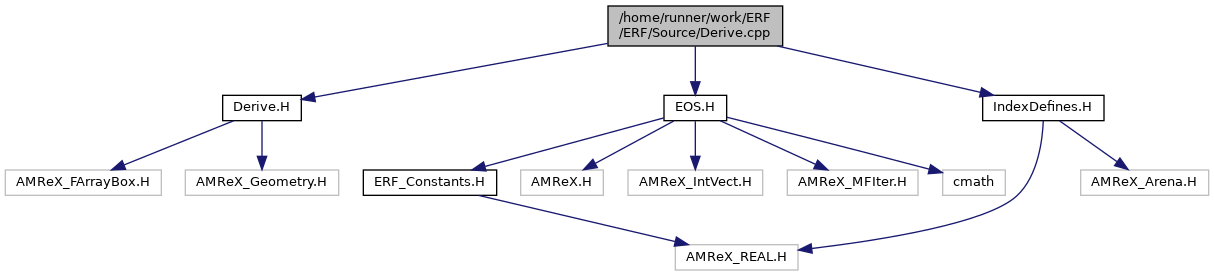 /home/runner/work/ERF
/ERF/Source/Derive.cpp
Derive.H
EOS.H
IndexDefines.H
AMReX_FArrayBox.H
AMReX_Geometry.H
ERF_Constants.H
AMReX.H
AMReX_IntVect.H
AMReX_MFIter.H
cmath
AMReX_Arena.H
AMReX_REAL.H